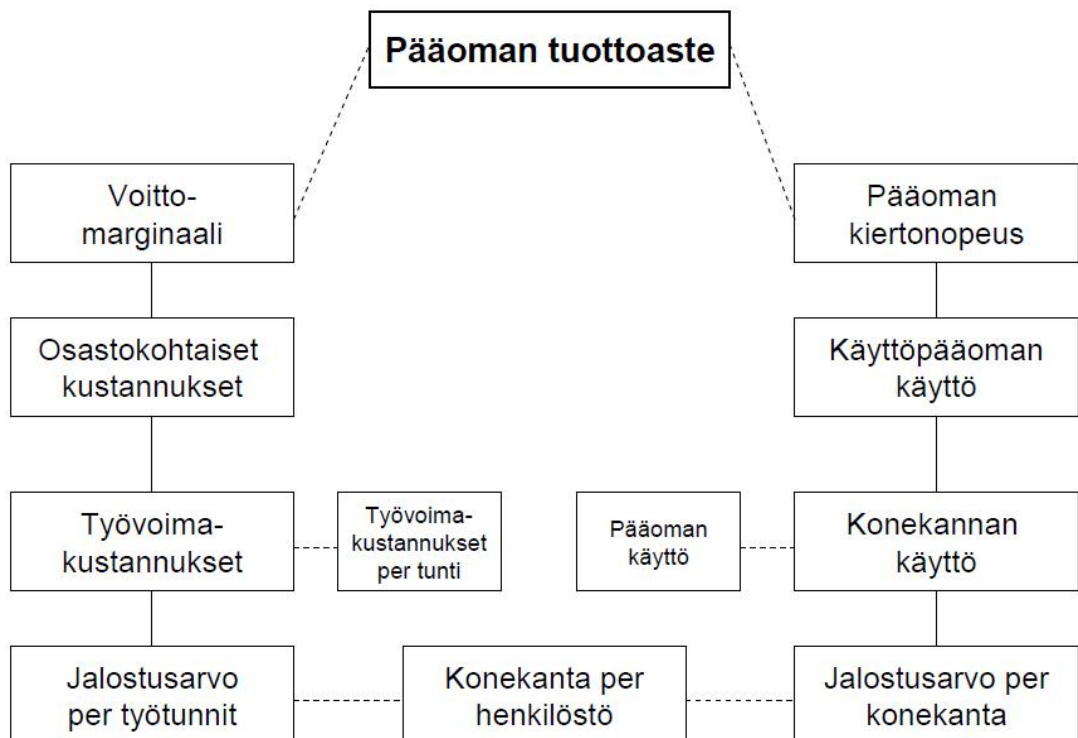 Pääoman tuottoaste
Voitto-
marginaali
Pääoman
kiertonopeus
Osastokohtaiset
kustannukset
Käyttöpääoman
käyttö
Työvoima-
kustannukset
Työvoima-
kustannukset
per tunti
Pääoman
käyttö
Konekannan
käyttö
Jalostusarvo
per työtunnit
Konekanta per
henkilöstö
Jalostusarvo per
konekanta